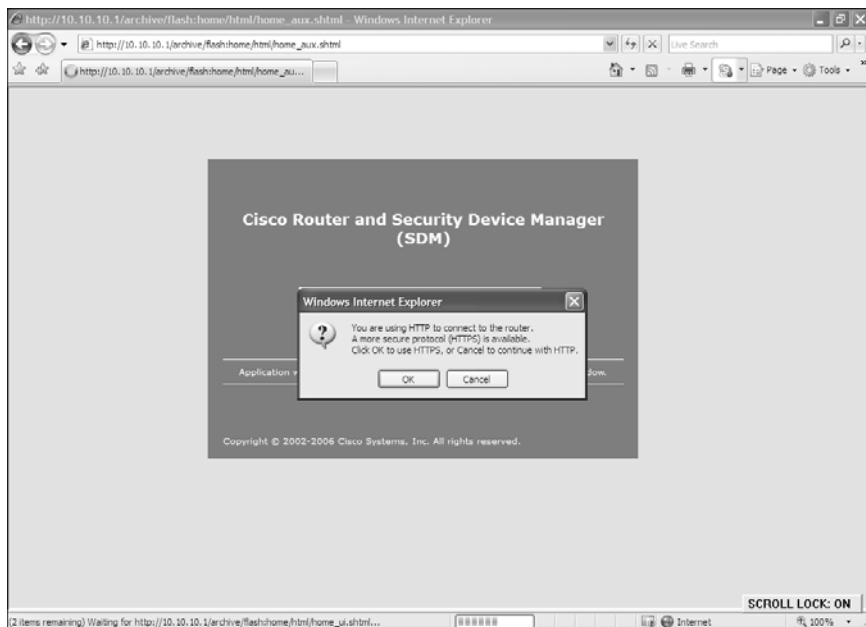 http://10.10.10.1/archive/flash:home/html/home_aux.shtml - Windows Internet Explorer
http://10.10.10.1/archive/flash:home/html/home_aux.shtml
Live Search
http://10.10.10.1/archive/flash:home/html/home_au...
Page
Tools
Cisco Router and Security Device Manager
(SDM)
Windows Internet Explorer
You are using HTTP to connect to the router.
A more secure protocol (HTTPS) is available.
Click OK to use HTTPS, or Cancel to continue with HTTP.
OK
Cancel
Application
Copyright © 2002-2006 Cisco Systems, Inc. All rights reserved.
SCROLL LOCK: ON
(2 items remaining) Waiting for http://10.10.10.1/archive/flash:home/html/home_ui.shtml...
Internet
100%